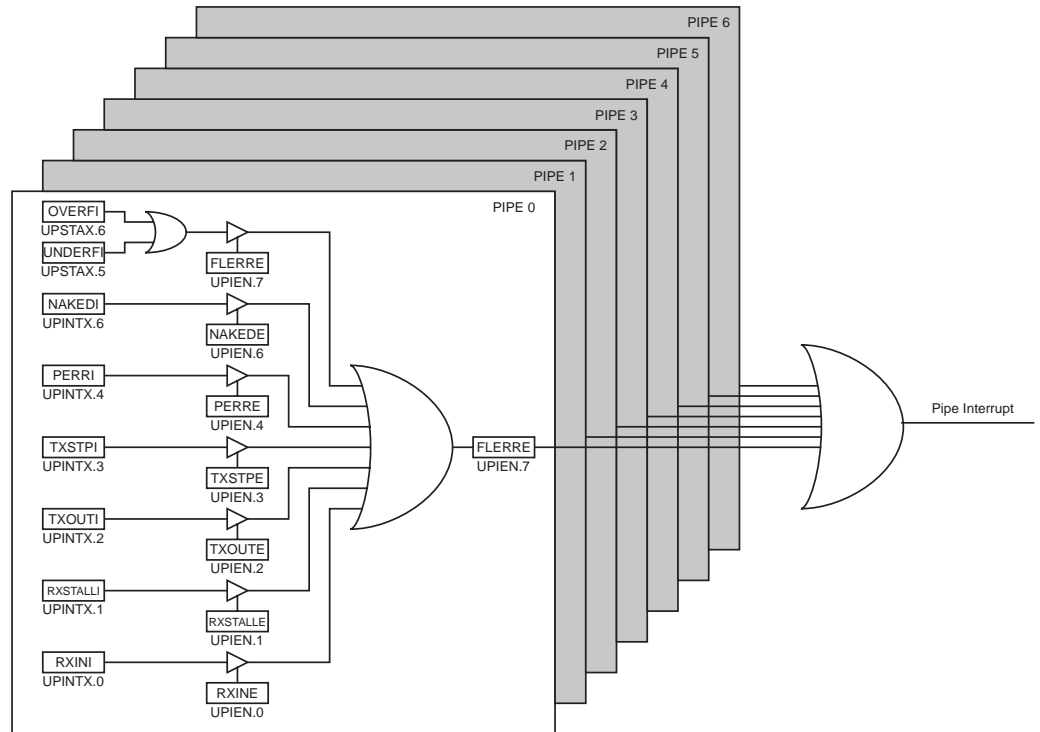 PIPE 6
PIPE 5
PIPE 4
PIPE 3
PIPE 2
PIPE 1
PIPE 0
OVERFI
UPSTAX.6
UNDERFI
UPSTAX.5
FLERRE
UPIEN.7
NAKEDI
UPINTX.6
NAKEDE
UPIEN.6
PERRI
UPINTX.4
PERRE
UPIEN.4
TXSTPI
UPINTX.3
TXSTPE
UPIEN.3
TXOUTI
UPINTX.2
TXOUTE
UPIEN.2
RXSTALLI
UPINTX.1
RXSTALLE
UPIEN.1
RXINI
UPINTX.0
RXINE
UPIEN.0
FLERRE
UPIEN.7
Pipe Interrupt